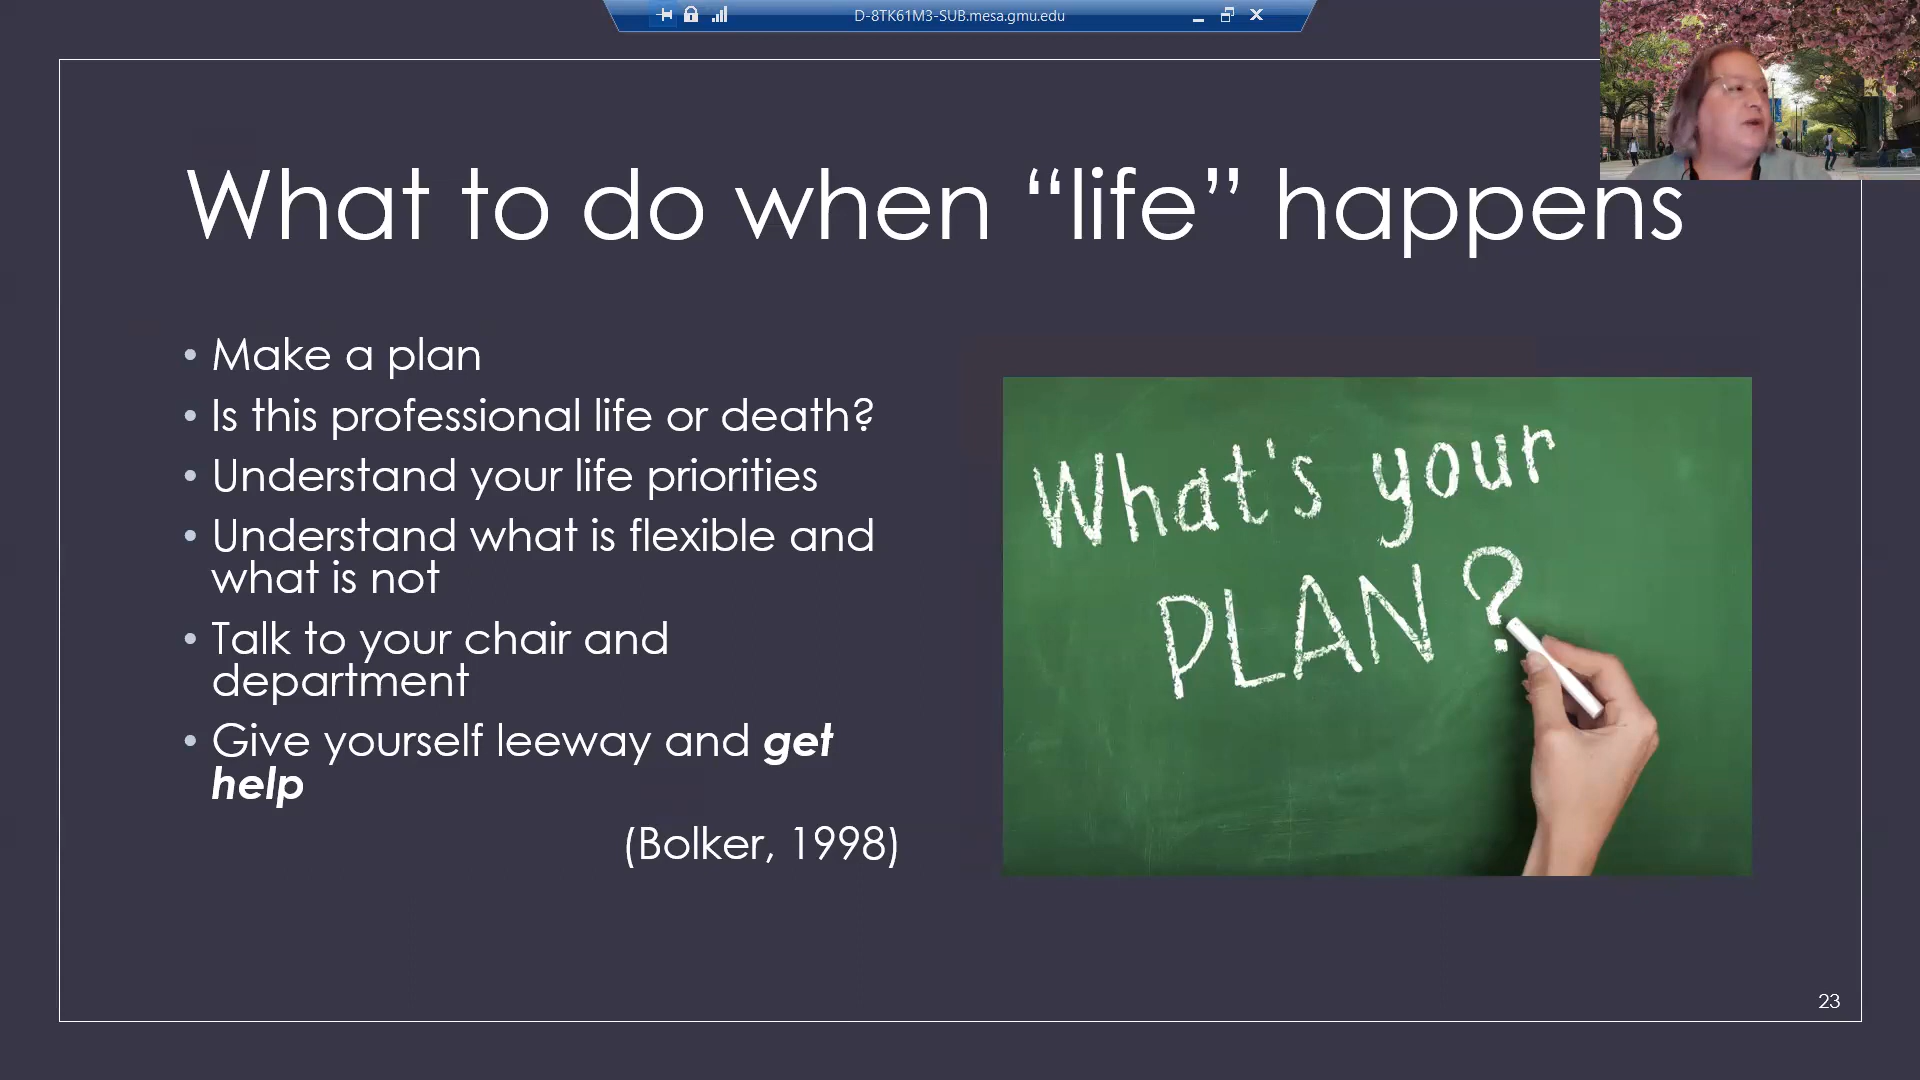 D-8TK61M3-SUB.mesa.gmu.edu
What to do when “life” happens
• Make a plan
• Is this professional life or death?
• Understand your life priorities
• Understand what is flexible and
what is not
• Talk to your chair and
department
• Give yourself leeway and get
help
(Bolker, 1998)
What's your
PLAN?
23